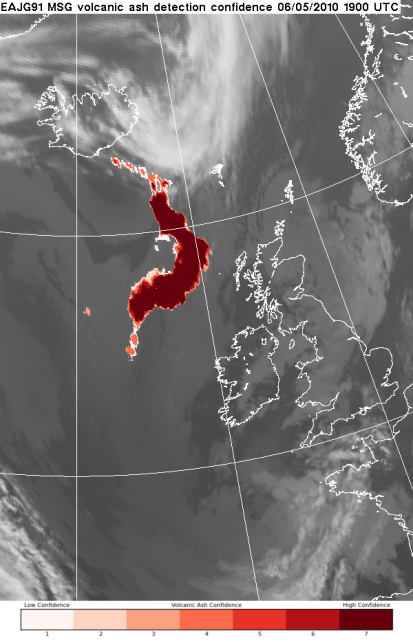 EAJG91 MSG volcanic ash detection confidence 06/05/2010 1900 UTC
Low Confidence Volcanic Ash Confidence High Confidence
1 2 3 4 5 6 7